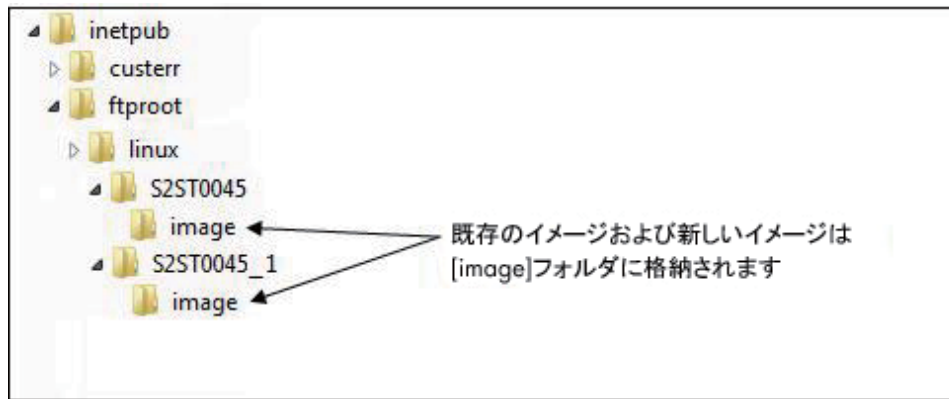 inetpub
custerr
ftproot
linux
S2ST0045
image
S2ST0045_1
image
既存のイメージおよび新しいイメージは
[image]フォルダに格納されます